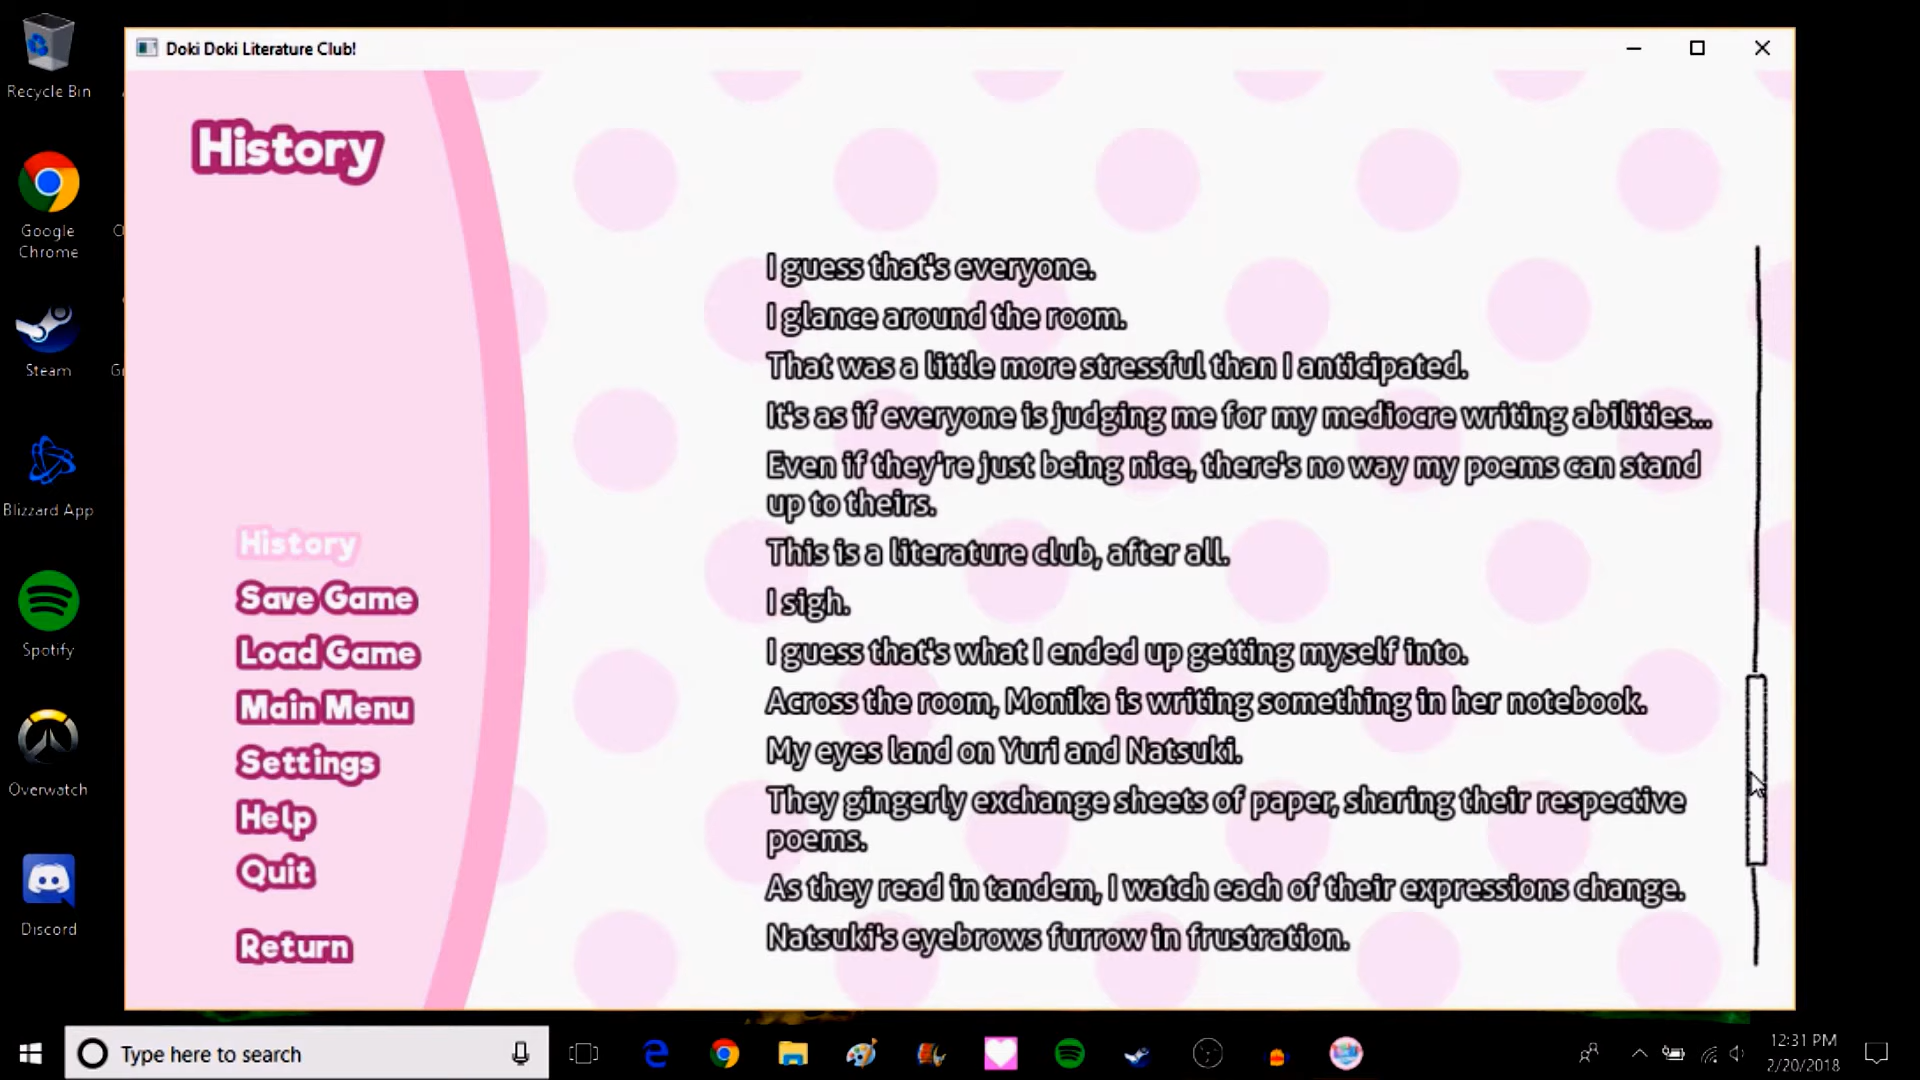 Doki Doki Literature Club!
Recycle Bin
Google
Chrome
Steam
Blizzard App
Spotify
Overwatch
Discord
History
History
Save Game
Load Game
Main Menu
Settings
Help
Quit
Return
I guess that's everyone.
I glance around the room.
That was a little more stressful than I anticipated.
It's as if everyone is judging me for my mediocre writing abilities...
Even if they're just being nice, there's no way my poems can stand
up to theirs.
This is a literature club, after all.
I sigh.
I guess that's what I ended up getting myself into.
Across the room, Monika is writing something in her notebook.
My eyes land on Yuri and Natsuki.
They gingerly exchange sheets of paper, sharing their respective
poems.
As they read in tandem, I watch each of their expressions change.
Natsuki's eyebrows furrow in frustration.
Type here to search
12:31 PM
2/20/2018